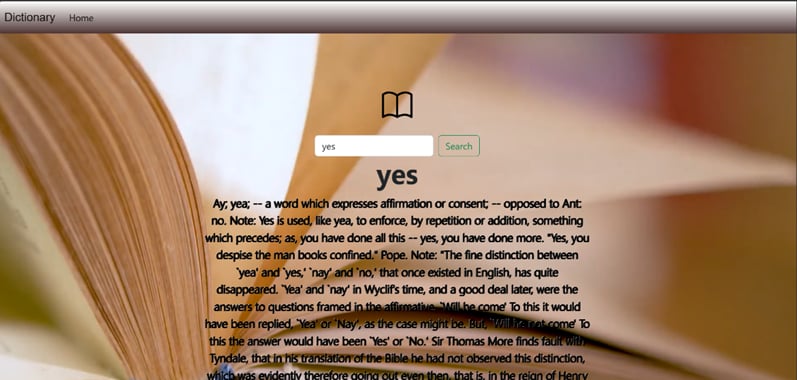 Dictionary Home
yes Search
yes
Ay; yea; -- a word which expresses affirmation or consent; -- opposed to Ant:
no. Note: Yes is used, like yea, to enforce, by repetition or addition, something
which precedes; as, you have done all this -- yes, you have done more. "Yes, you
despise the man books confined." Pope. Note: "The fine distinction between
`yea' and `yes,' `nay' and `no,' that once existed in English, has quite
disappeared. `Yea' and `nay' in Wyclif's time, and a good deal later, were the
answers to questions framed in the affirmative. `Will he come' To this it would
have been replied, `Yea' or `Nay', as the case might be. But, `Will he not come' To
this the answer would have been `Yes' or `No.' Sir Thomas More finds fault with
Tyndale, that in his translation of the Bible he had not observed this distinction,
which was evidently therefore going out even then, that is, in the reign of Henry